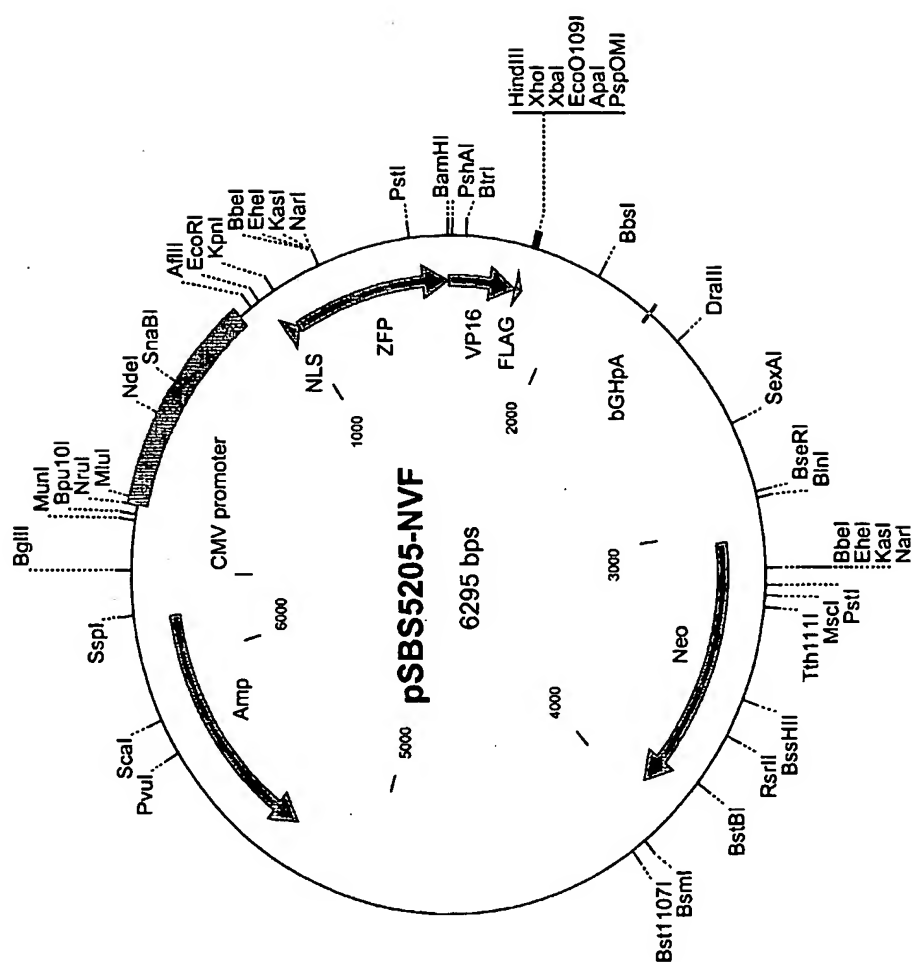 BglII
MunI
Bpu10I
NruI
MluI
NdeI
SnaBI
AflII
EcoRI
KpnI
BbeI
EheI
KasI
NarI
PstI
BamHI
PshAI
BtrI
HindIII
XhoI
XbaI
EcoO109I
ApaI
PspOMI
BbsI
DraIII
SexAI
BseRI
BlnI
BbeI
EheI
KasI
NarI
PstI
MscI
Tth111I
BssHII
RsrII
BstBI
BsmI
Bst1107I
PvuI
ScaI
SspI
CMV promoter
NLS
ZFP
VP16
FLAG
bGHpA
Neo
Amp
1000
2000
3000
4000
5000
6000
pSBS5205-NVF
6295 bps